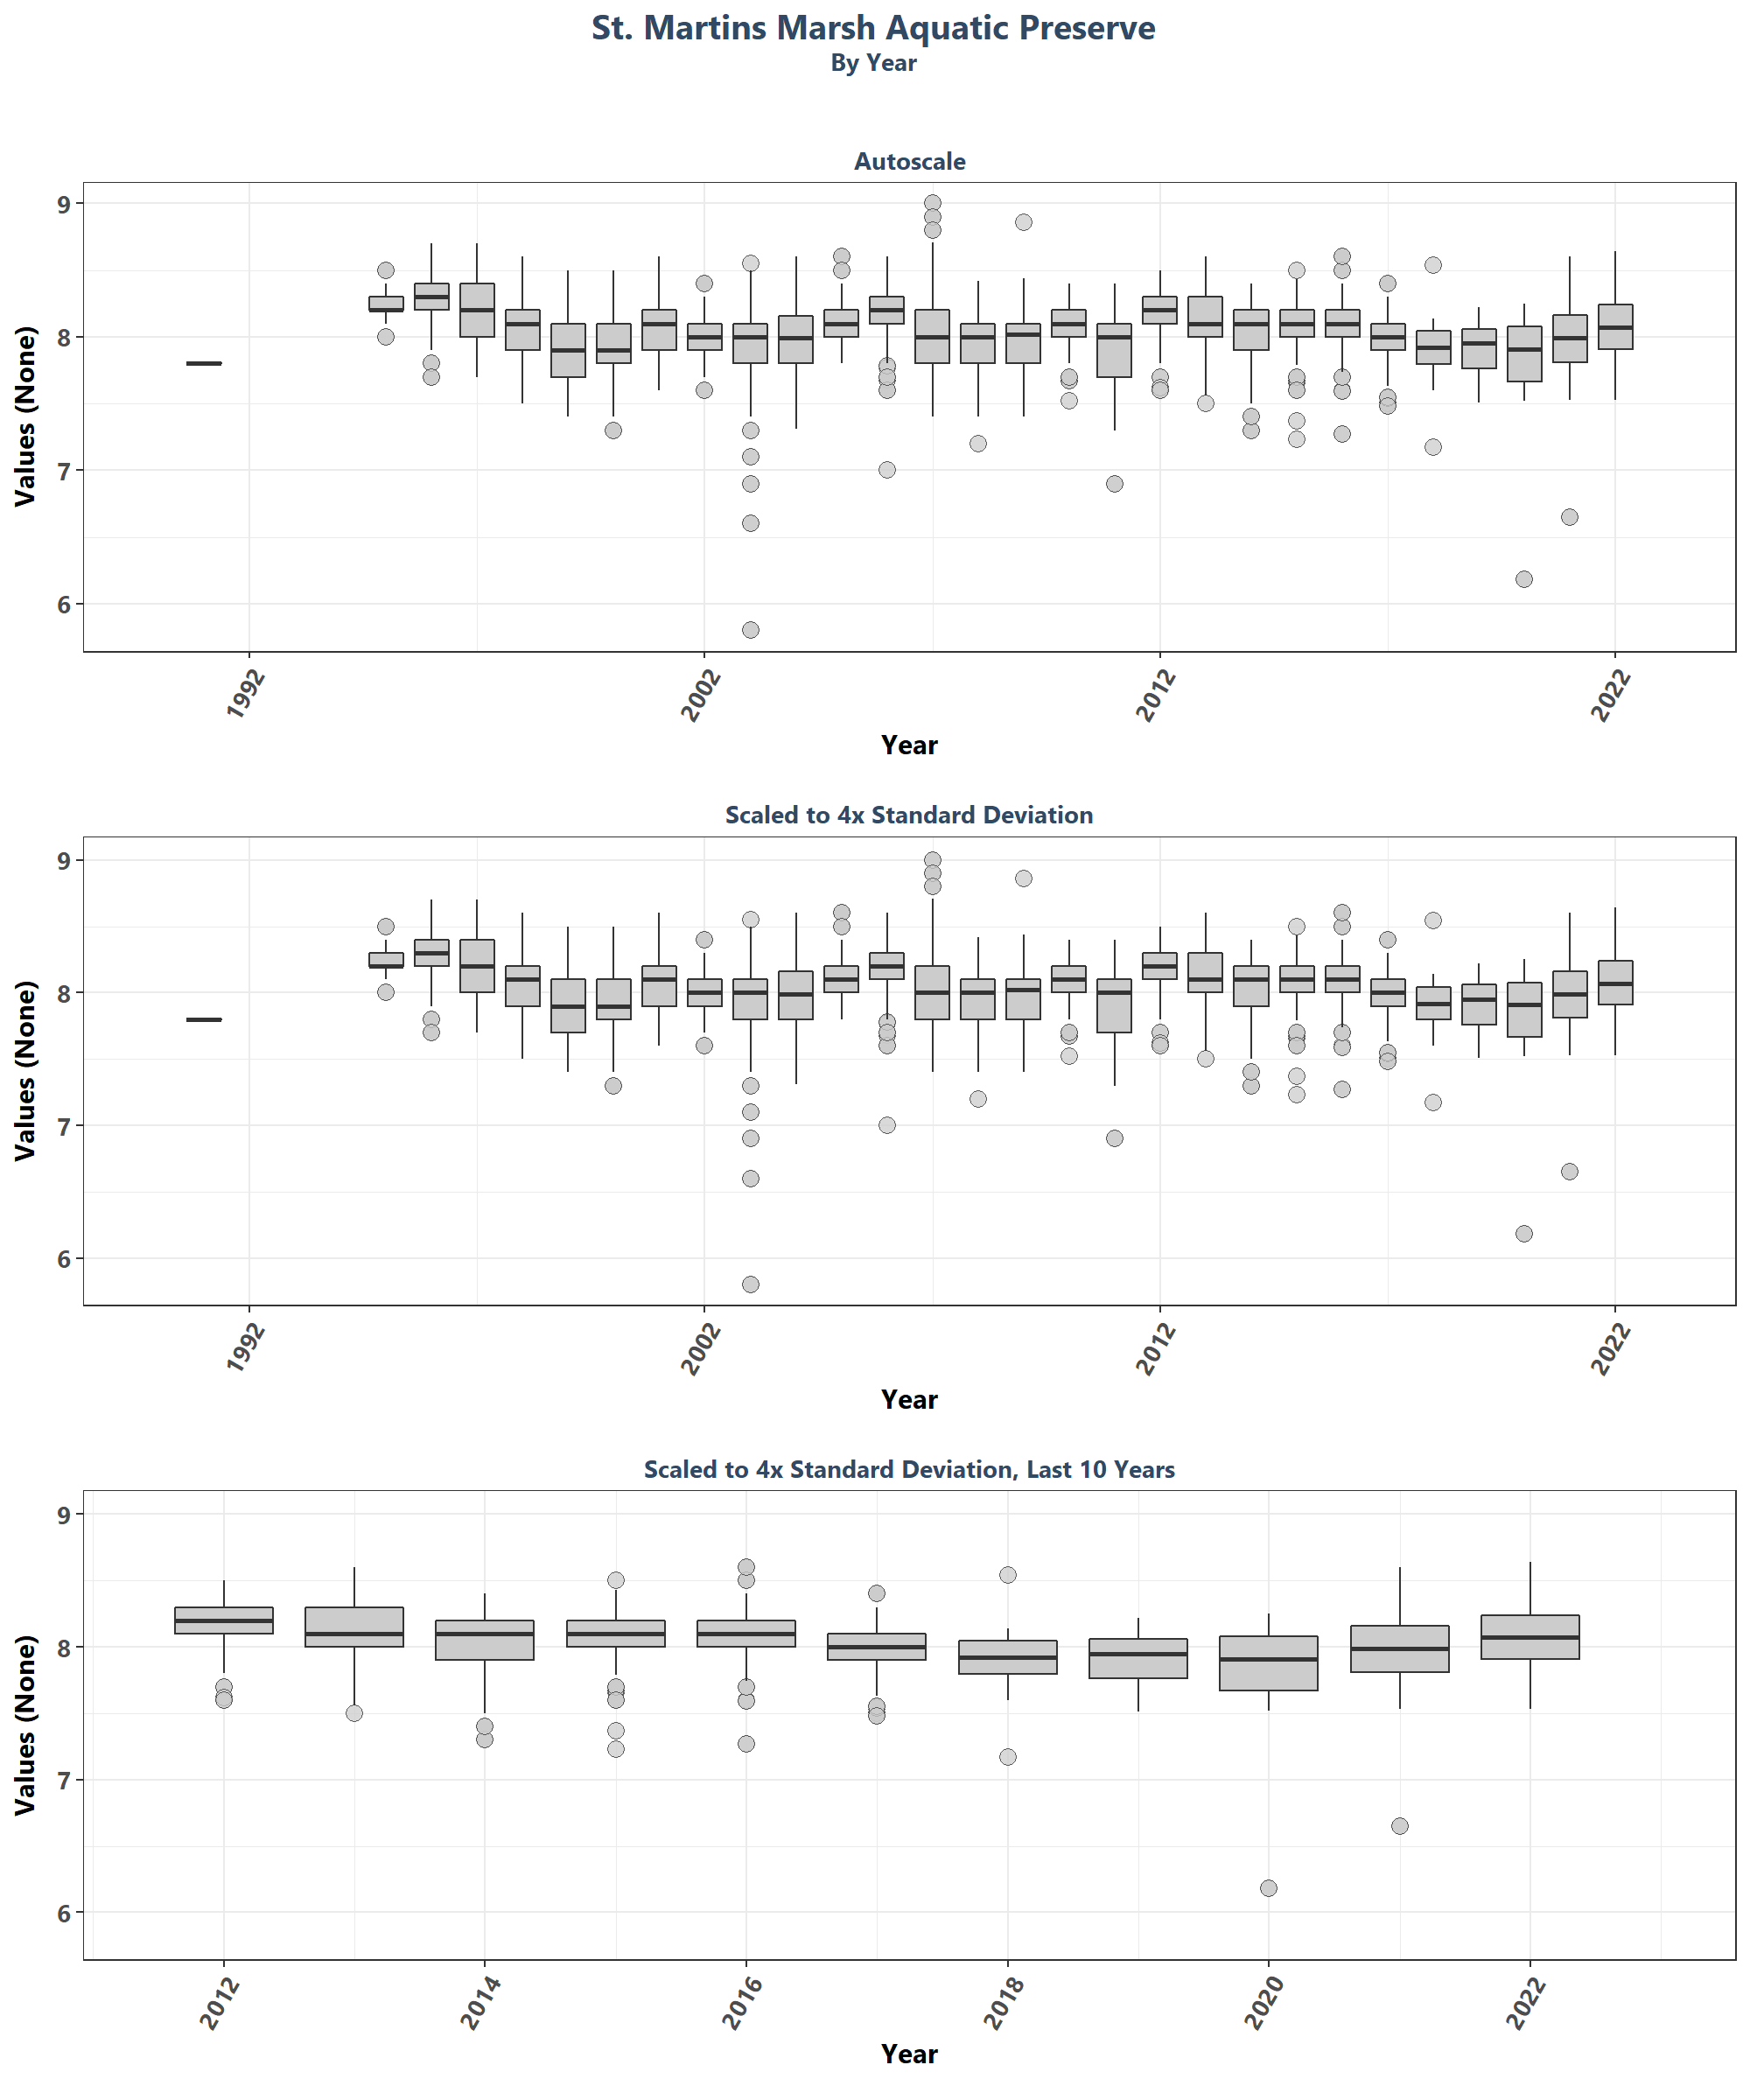 St. Martins Marsh Aquatic Preserve
By Year
Autoscale
Values (None)
9
8
7
6
1992
2002
2012
2022
Year
Scaled to 4x Standard Deviation
Values (None)
9
8
7
6
1992
2002
2012
2022
Year
Scaled to 4x Standard Deviation, Last 10 Years
Values (None)
9
8
7
6
2012
2014
2016
2018
2020
2022
Year